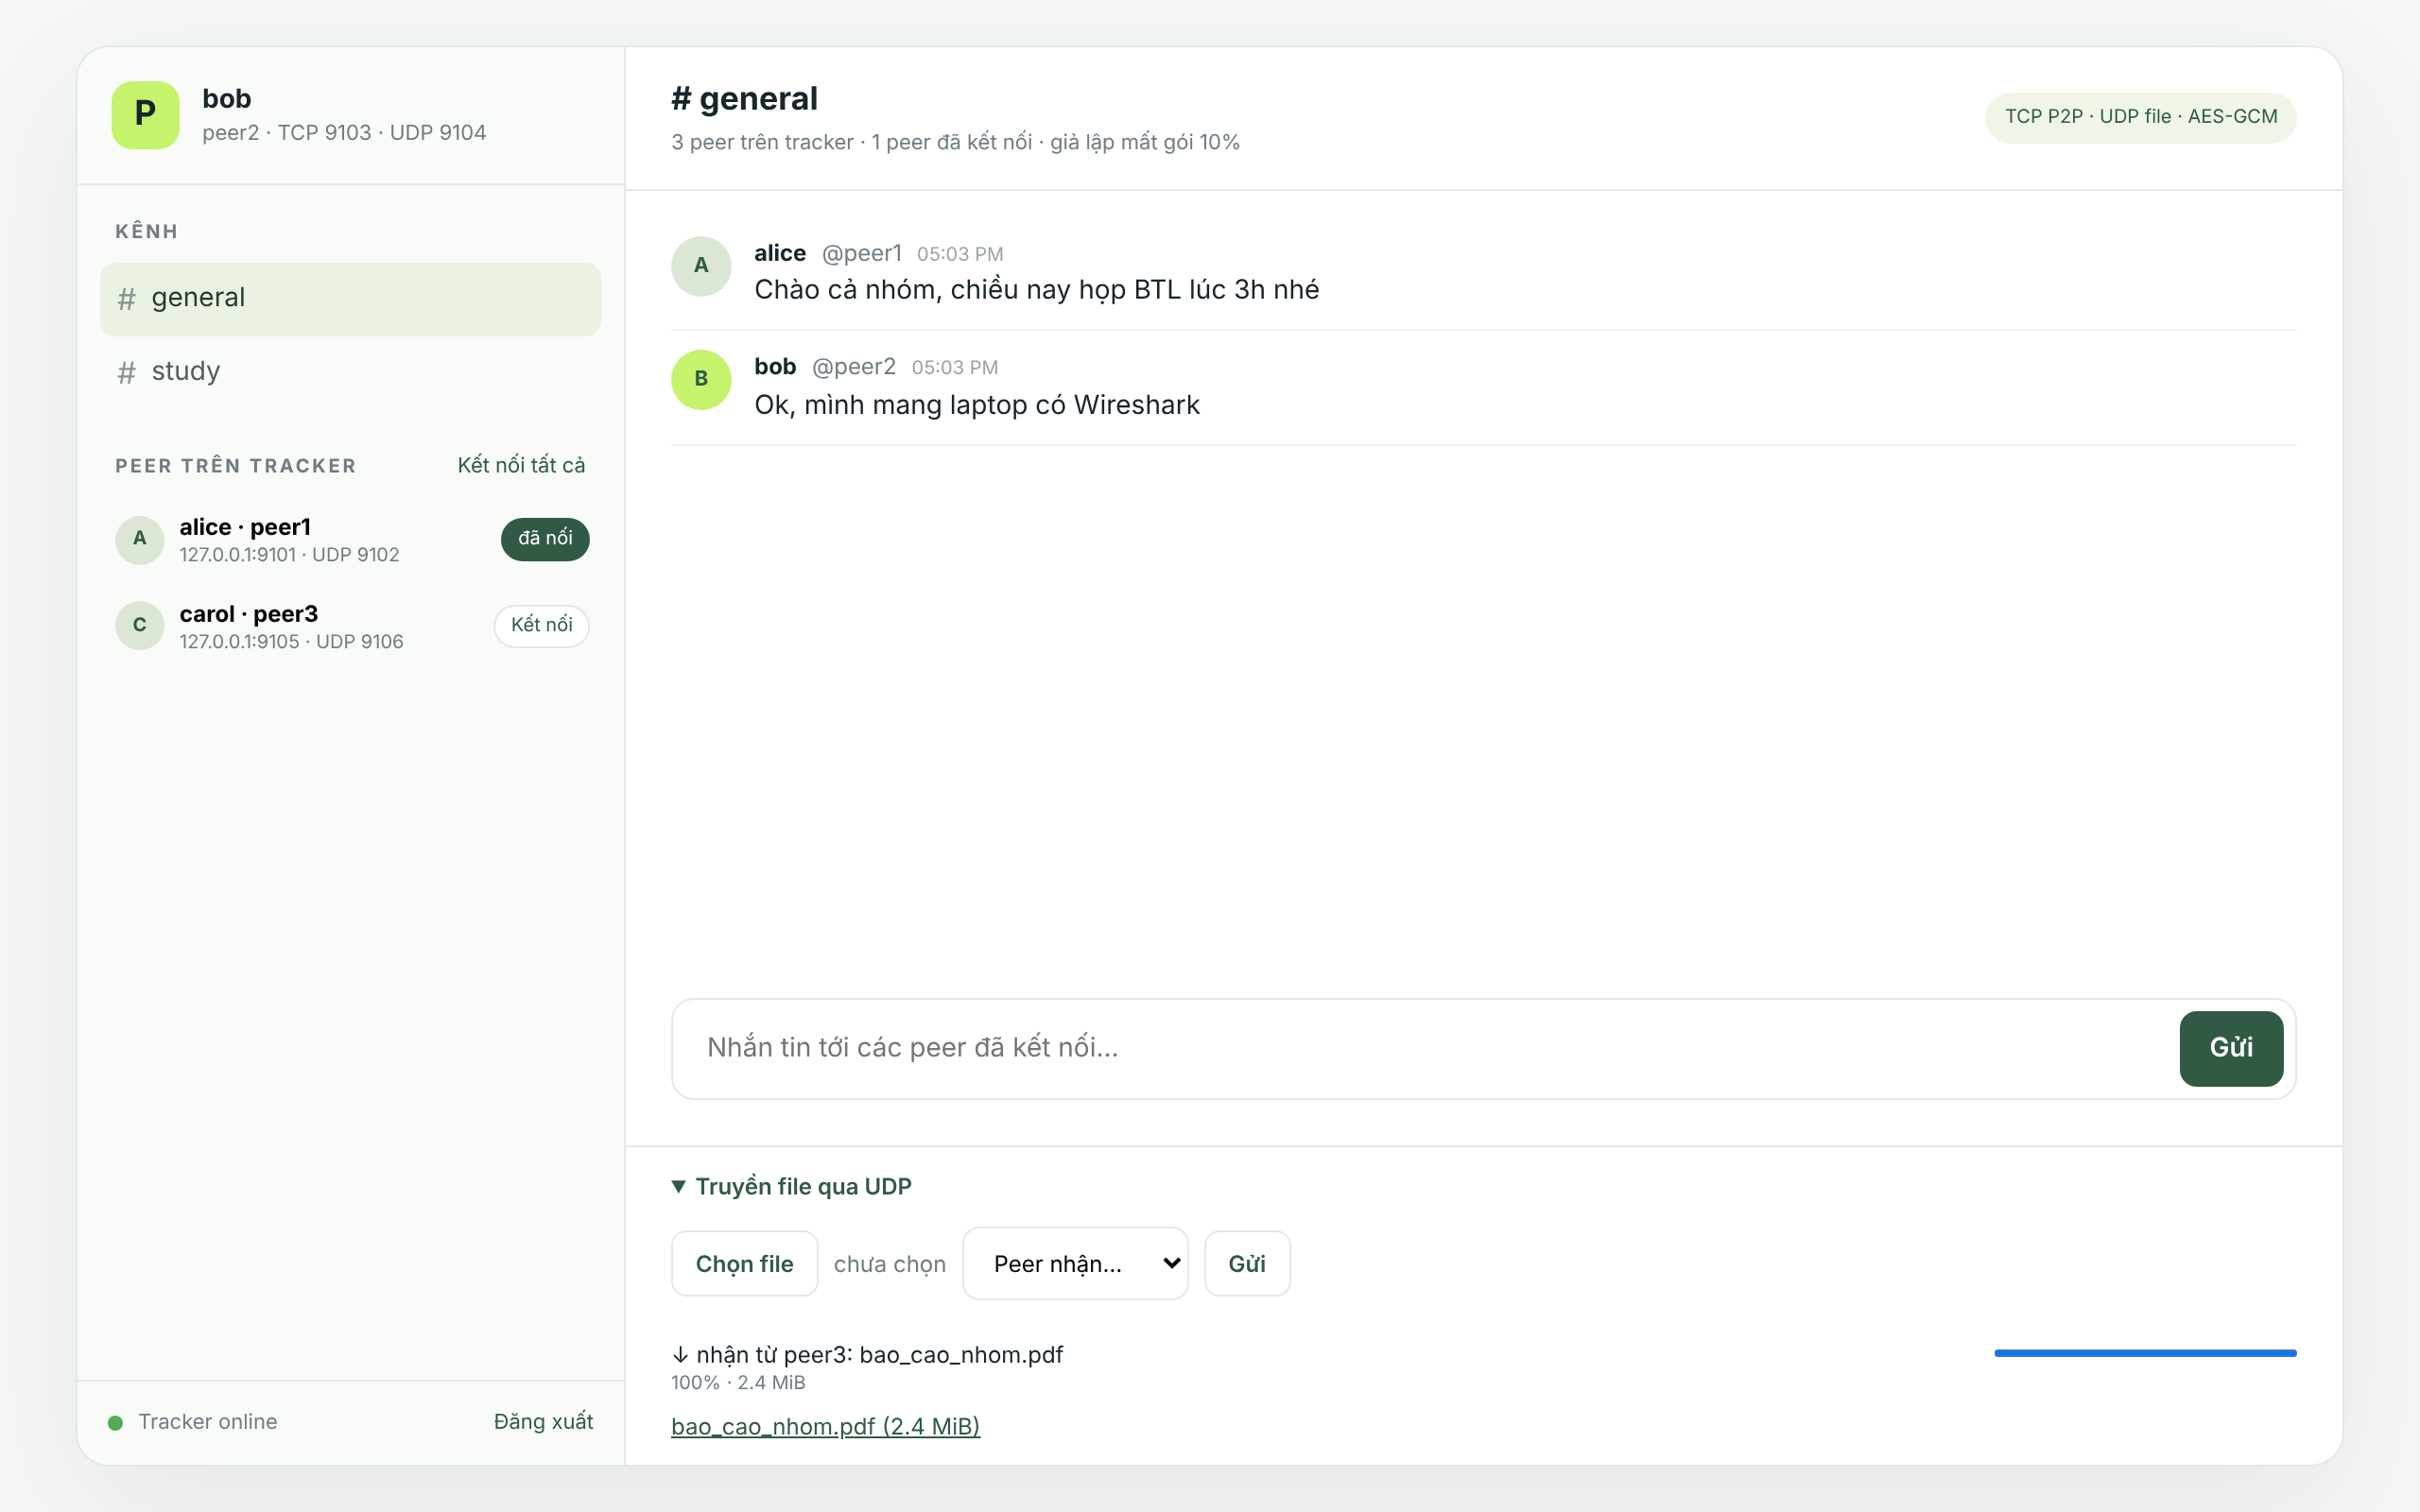 P
bob
peer2 · TCP 9103 · UDP 9104
KÊNH
# general
# study
PEER TRÊN TRACKER Kết nối tất cả
A
alice · peer1
127.0.0.1:9101 · UDP 9102
đã nối
C
carol · peer3
127.0.0.1:9105 · UDP 9106
Kết nối
Tracker online Đăng xuất
# general
3 peer trên tracker · 1 peer đã kết nối · giả lập mất gói 10%
TCP P2P · UDP file · AES-GCM
A
alice @peer1 05:03 PM
Chào cả nhóm, chiều nay họp BTL lúc 3h nhé
B
bob @peer2 05:03 PM
Ok, mình mang laptop có Wireshark
Nhắn tin tới các peer đã kết nối... Gửi
▼ Truyền file qua UDP
Chọn file chưa chọn Peer nhận... Gửi
↓ nhận từ peer3: bao_cao_nhom.pdf
100% · 2.4 MiB
bao_cao_nhom.pdf (2.4 MiB)